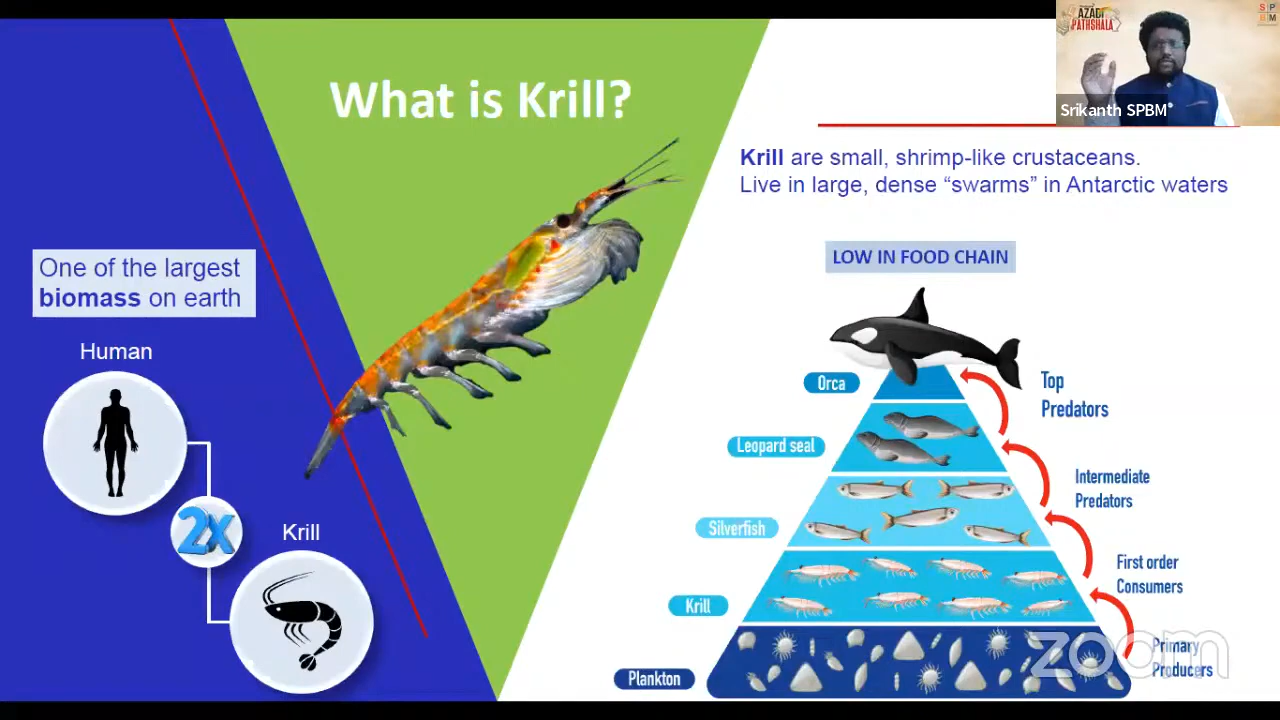 What is Krill?
AZADI
PATHSHALA
S P
B M
Srikanth SPBM
Krill are small, shrimp-like crustaceans.
Live in large, dense “swarms” in Antarctic waters
One of the largest
biomass on earth
Human
2X
Krill
LOW IN FOOD CHAIN
Orca
Top
Predators
Leopard seal
Intermediate
Predators
Silverfish
First order
Consumers
Krill
Primary
Producers
Plankton
zoom